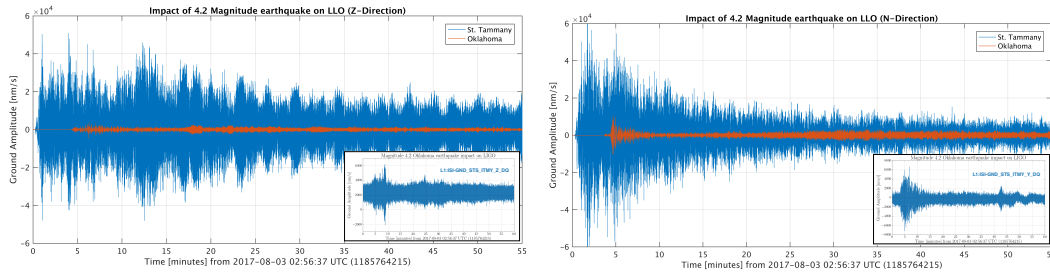 Impact of 4.2 Magnitude earthquake on LLO (Z-Direction)
×10⁴
6
4
2
0
-2
-4
-6
Ground Amplitude [nm/s]
St. Tammany
Oklahoma
Magnitude 4.2 Oklahoma earthquake impact on LIGO
L1:ISI-GND_STS_ITMY_Z_DQ
0 5 10 15 20 25 30 35 40 45 50 55
Time [minutes] from 2017-08-03 02:56:37 UTC (1185764215)
Impact of 4.2 Magnitude earthquake on LLO (N-Direction)
×10⁴
6
4
2
0
-2
-4
-6
Ground Amplitude [nm/s]
St. Tammany
Oklahoma
Magnitude 4.2 Oklahoma earthquake impact on LIGO
L1:ISI-GND_STS_ITMY_Y_DQ
0 5 10 15 20 25 30 35 40 45 50 55
Time [minutes] from 2017-08-03 02:56:37 UTC (1185764215)